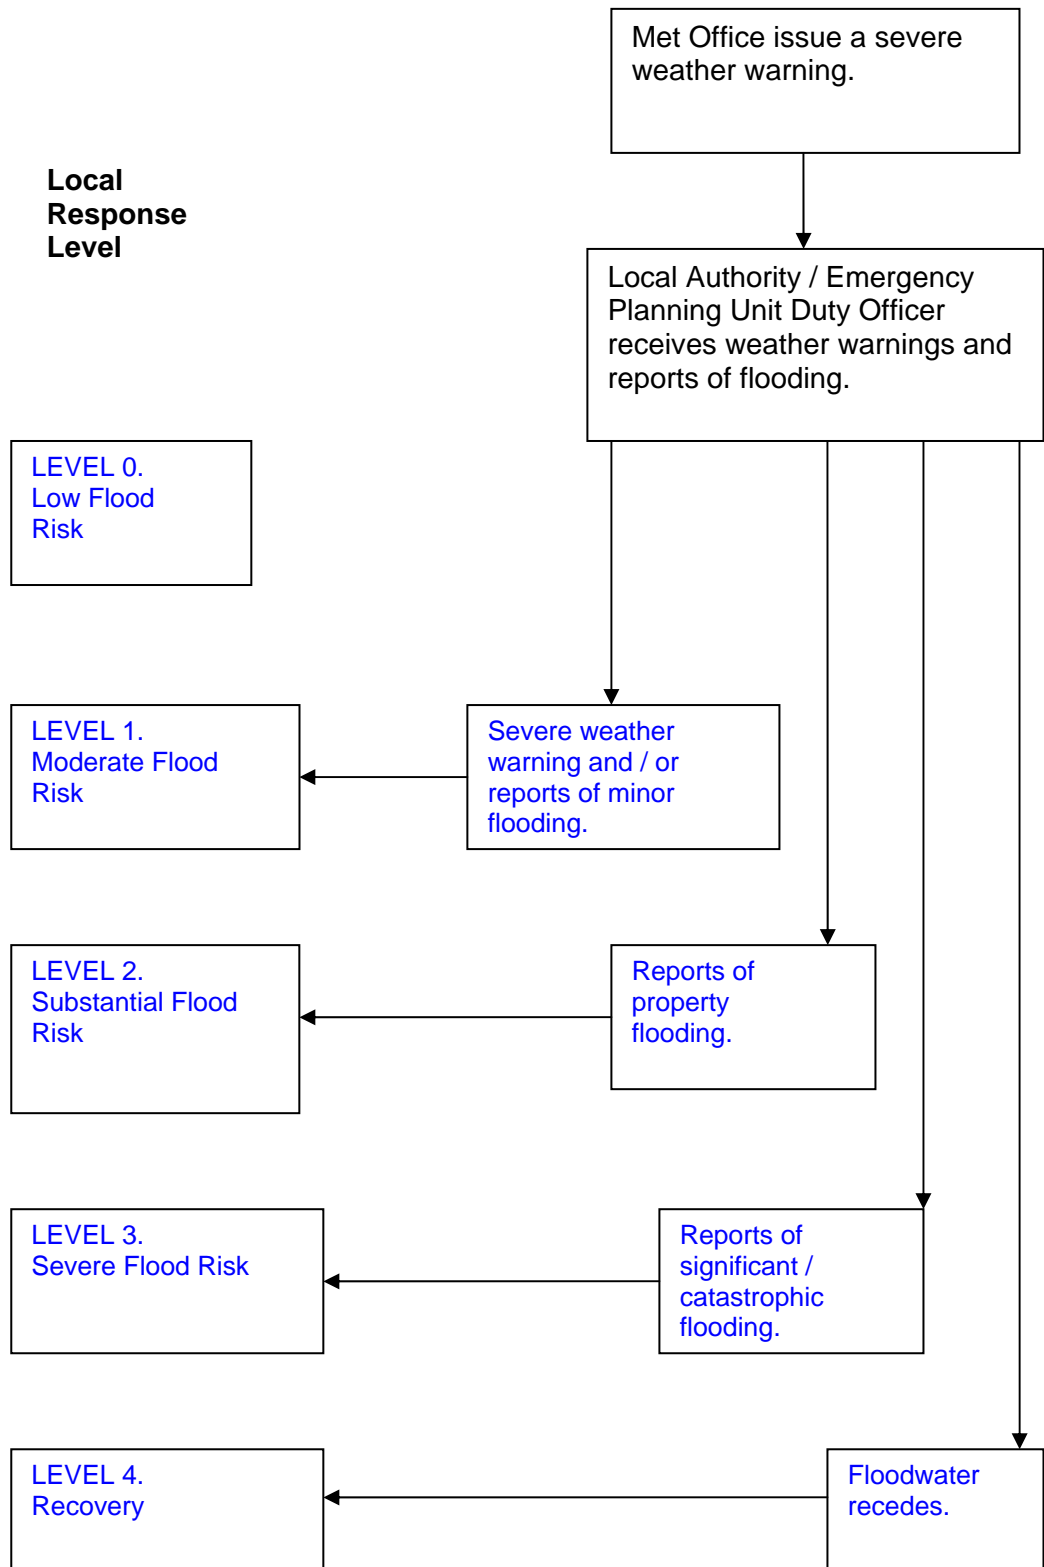 Met Office issue a severe
weather warning.
Local
Response
Level
Local Authority / Emergency
Planning Unit Duty Officer
receives weather warnings and
reports of flooding.
LEVEL 0.
Low Flood
Risk
LEVEL 1.
Moderate Flood
Risk
Severe weather
warning and / or
reports of minor
flooding.
LEVEL 2.
Substantial Flood
Risk
Reports of
property
flooding.
LEVEL 3.
Severe Flood Risk
Reports of
significant /
catastrophic
flooding.
LEVEL 4.
Recovery
Floodwater
recedes.